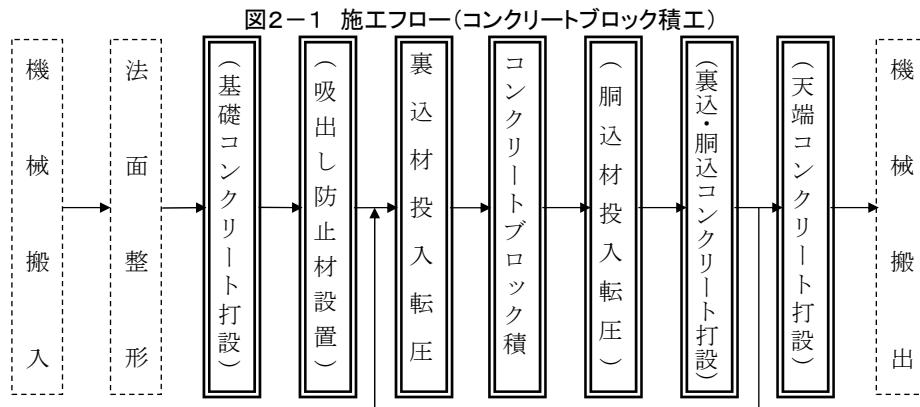 図2-1 施工フロー(コンクリートブロック積工)
機械搬入
法面整形
(基礎コンクリート打設)
(吸出し防止材設置)
裏込材投入転圧
コンクリートブロック積
(胴込材投入転圧)
(裏込・胴込コンクリート打設)
(天端コンクリート打設)
機械搬出